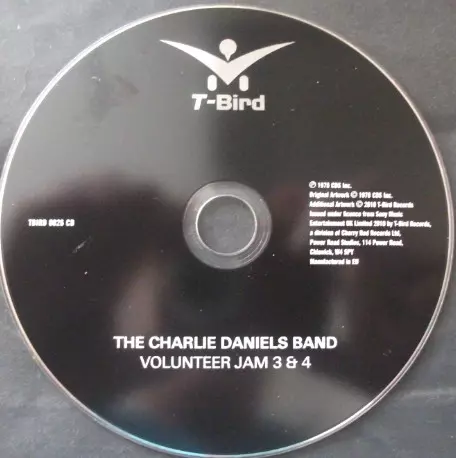 T-Bird
TBIRD 0026 CD
℗ 1978 CBS Inc.
Original Artwork © 1978 CBS Inc.
Additional Artwork © 2010 T-Bird Records
Issued under licence from Sony Music
Entertainment UK Limited 2010 by T-Bird Records,
a division of Cherry Red Records Ltd.
Power Road Studios, 114 Power Road,
Chiswick, W4 5PY
Manufactured in EU
THE CHARLIE DANIELS BAND
VOLUNTEER JAM 3 & 4